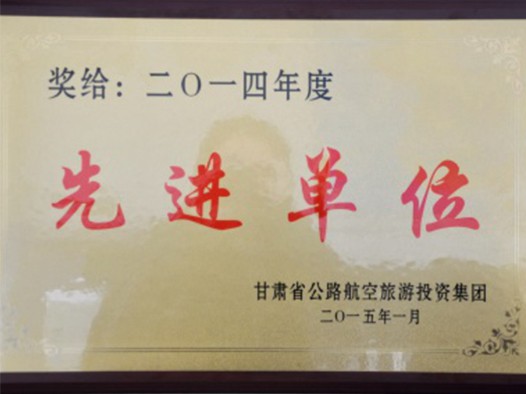 奖给：二〇一四年度
先进单位
甘肃省公路航空旅游投资集团
二〇一五年一月